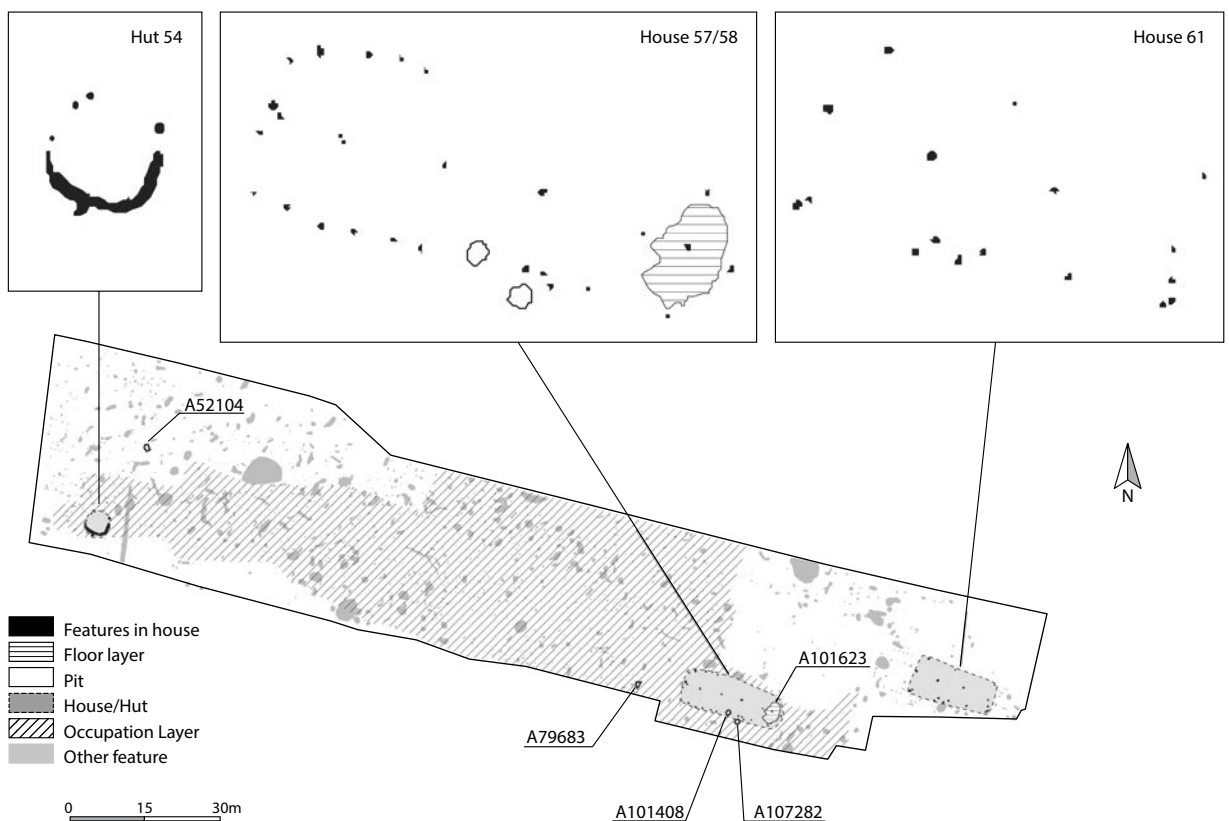 Hut 54
House 57/58
House 61
A52104
N
A101623
Features in house
Floor layer
Pit
House/Hut
Occupation Layer
Other feature
A79683
A101408
A107282
0 15 30m